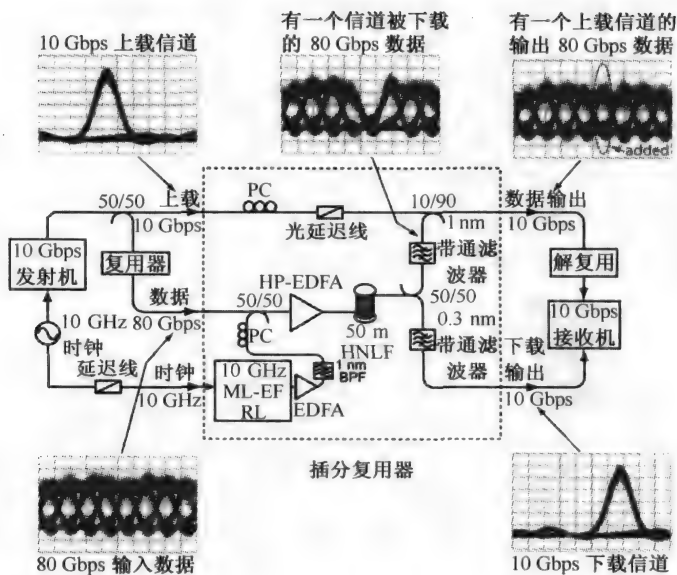 10 Gbps 上载信道
有一个信道被下载
的 80 Gbps 数据
有一个上载信道的
输出 80 Gbps 数据
added
50/50
上载
10 Gbps
PC
光延迟线
10/90
1 nm
数据输出
10 Gbps
10 Gbps
发射机
复用器
数据
80 Gbps
50/50
HP-EDFA
PC
50 m
HNLF
带通滤
波器
50/50
0.3 nm
带通滤
波器
解复用
10 Gbps
接收机
10 GHz
时钟
延迟线
时钟
10 GHz
10 GHz
ML-EF
RL
EDFA
1 nm
BPF
下载
输出
10 Gbps
插分复用器
80 Gbps 输入数据
10 Gbps 下载信道